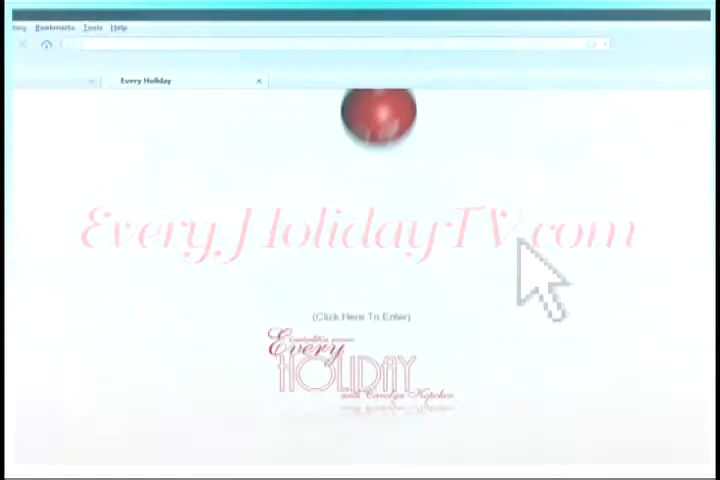 Bookmarks Tools Help
Every Holiday
EveryHolidayTV.com
(Click Here To Enter)
Every
HOLIDAY
with Carolyn Kepcher